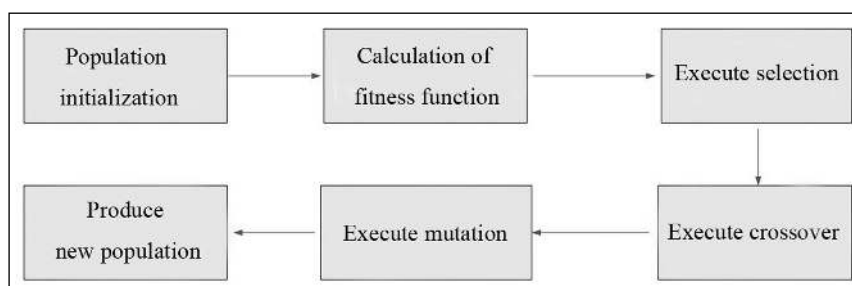 Population
initialization
Calculation of
fitness function
Execute selection
Produce
new population
Execute mutation
Execute crossover